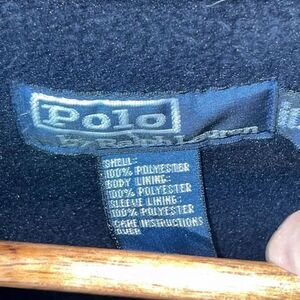 Polo
by Ralph Lauren
SHELL:
100% POLYESTER
BODY LINING:
100% POLYESTER
SLEEVE LINING:
100% POLYESTER
CARE INSTRUCTIONS
OVER